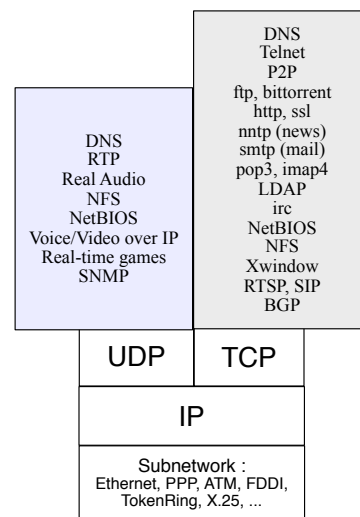 DNS
RTP
Real Audio
NFS
NetBIOS
Voice/Video over IP
Real-time games
SNMP
DNS
Telnet
P2P
ftp, bittorrent
http, ssl
nntp (news)
smtp (mail)
pop3, imap4
LDAP
irc
NetBIOS
NFS
Xwindow
RTSP, SIP
BGP
UDP
TCP
IP
Subnetwork :
Ethernet, PPP, ATM, FDDI,
TokenRing, X.25, ...